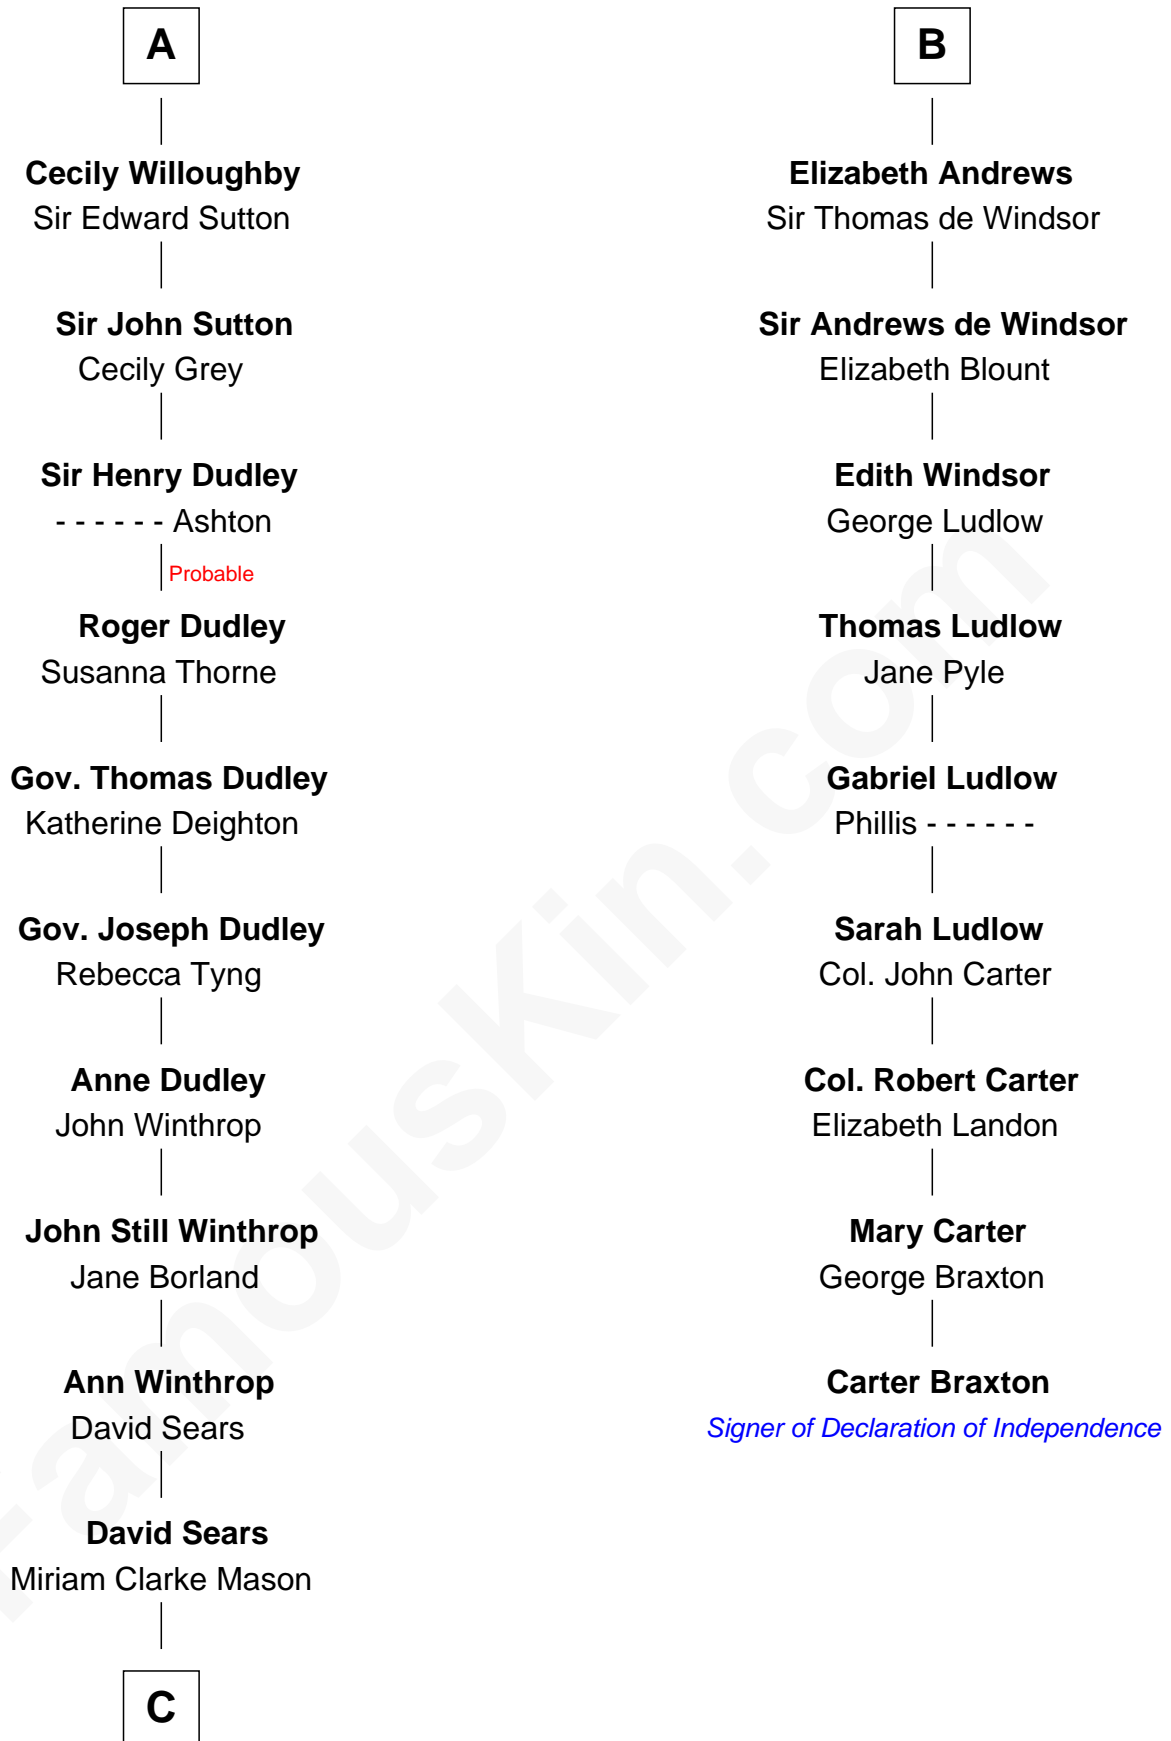 A
Cecily Willoughby
Sir Edward Sutton
Sir John Sutton
Cecily Grey
Sir Henry Dudley
- - - - - - Ashton
Probable
Roger Dudley
Susanna Thorne
Gov. Thomas Dudley
Katherine Deighton
Gov. Joseph Dudley
Rebecca Tyng
Anne Dudley
John Winthrop
John Still Winthrop
Jane Borland
Ann Winthrop
David Sears
David Sears
Miriam Clarke Mason
C
B
Elizabeth Andrews
Sir Thomas de Windsor
Sir Andrews de Windsor
Elizabeth Blount
Edith Windsor
George Ludlow
Thomas Ludlow
Jane Pyle
Gabriel Ludlow
Phillis - - - - - -
Sarah Ludlow
Col. John Carter
Col. Robert Carter
Elizabeth Landon
Mary Carter
George Braxton
Carter Braxton
Signer of Declaration of Independence
FamousKin.com